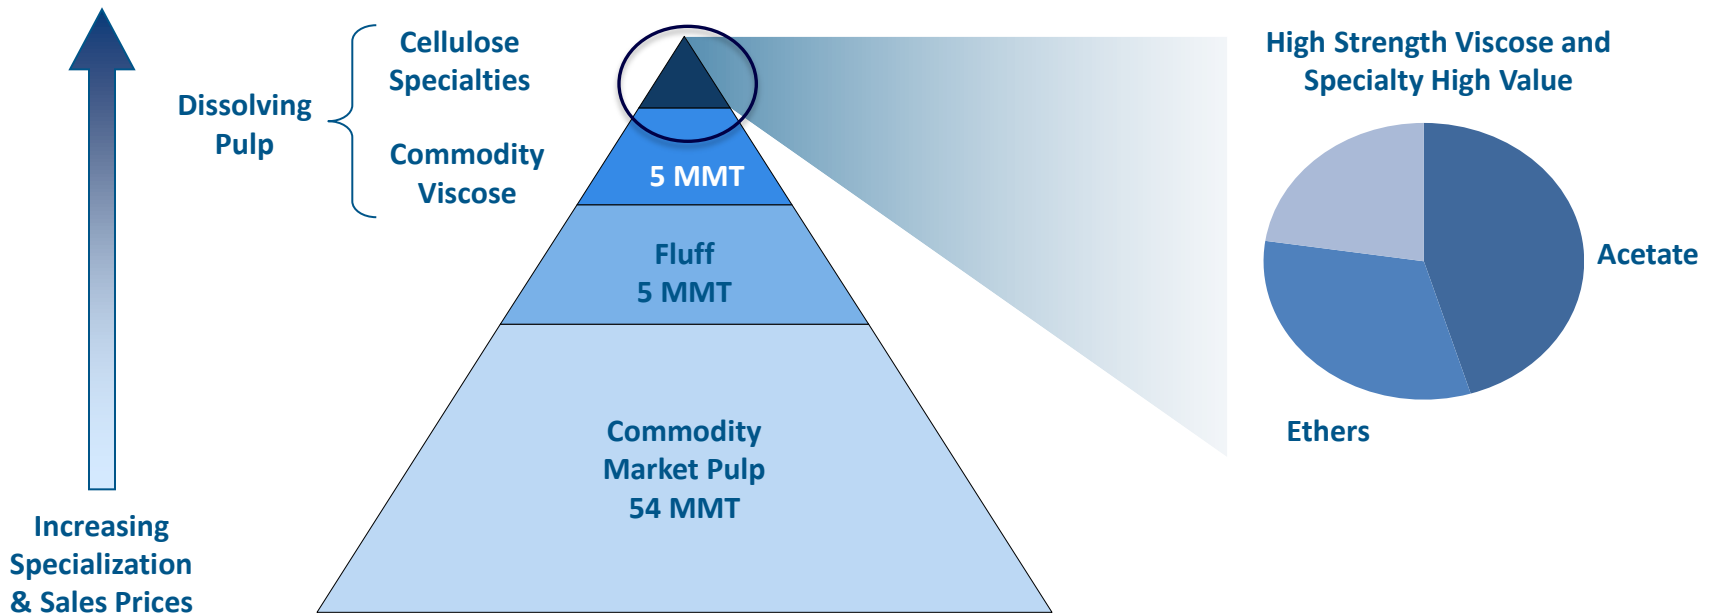 Cellulose
Specialties
Dissolving
Pulp
Commodity
Viscose
5 MMT
Fluff
5 MMT
Commodity
Market Pulp
54 MMT
Increasing
Specialization
& Sales Prices
High Strength Viscose and
Specialty High Value
Acetate
Ethers